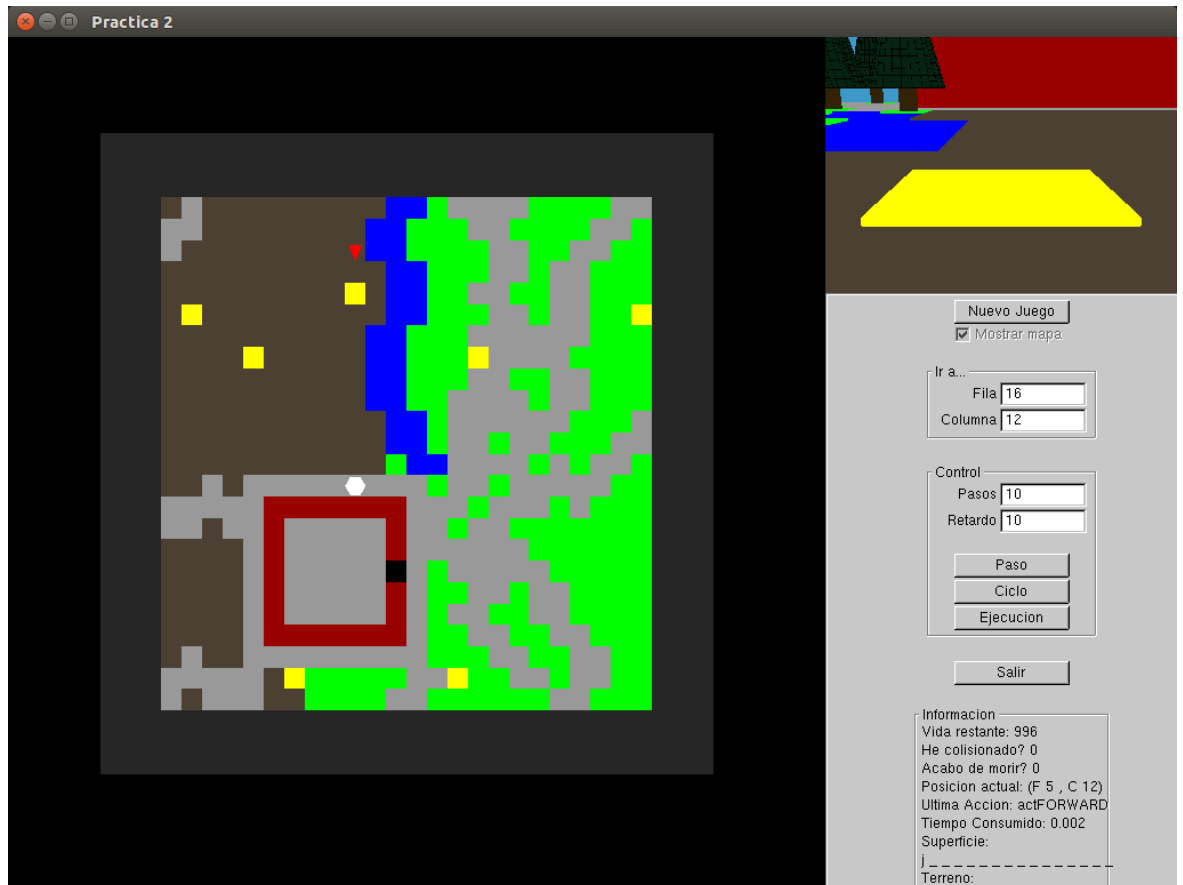 Practica 2
Nuevo Juego
Mostrar mapa
Ir a...
Fila 16
Columna 12
Control
Pasos 10
Retardo 10
Paso
Ciclo
Ejecucion
Salir
Informacion
Vida restante: 996
He colisionado? 0
Acabo de morir? 0
Posicion actual: (F 5 , C 12)
Ultima Accion: actFORWARD
Tiempo Consumido: 0.002
Superficie:
j _ _ _ _ _ _ _ _ _ _ _ _ _ _ _
Terreno: